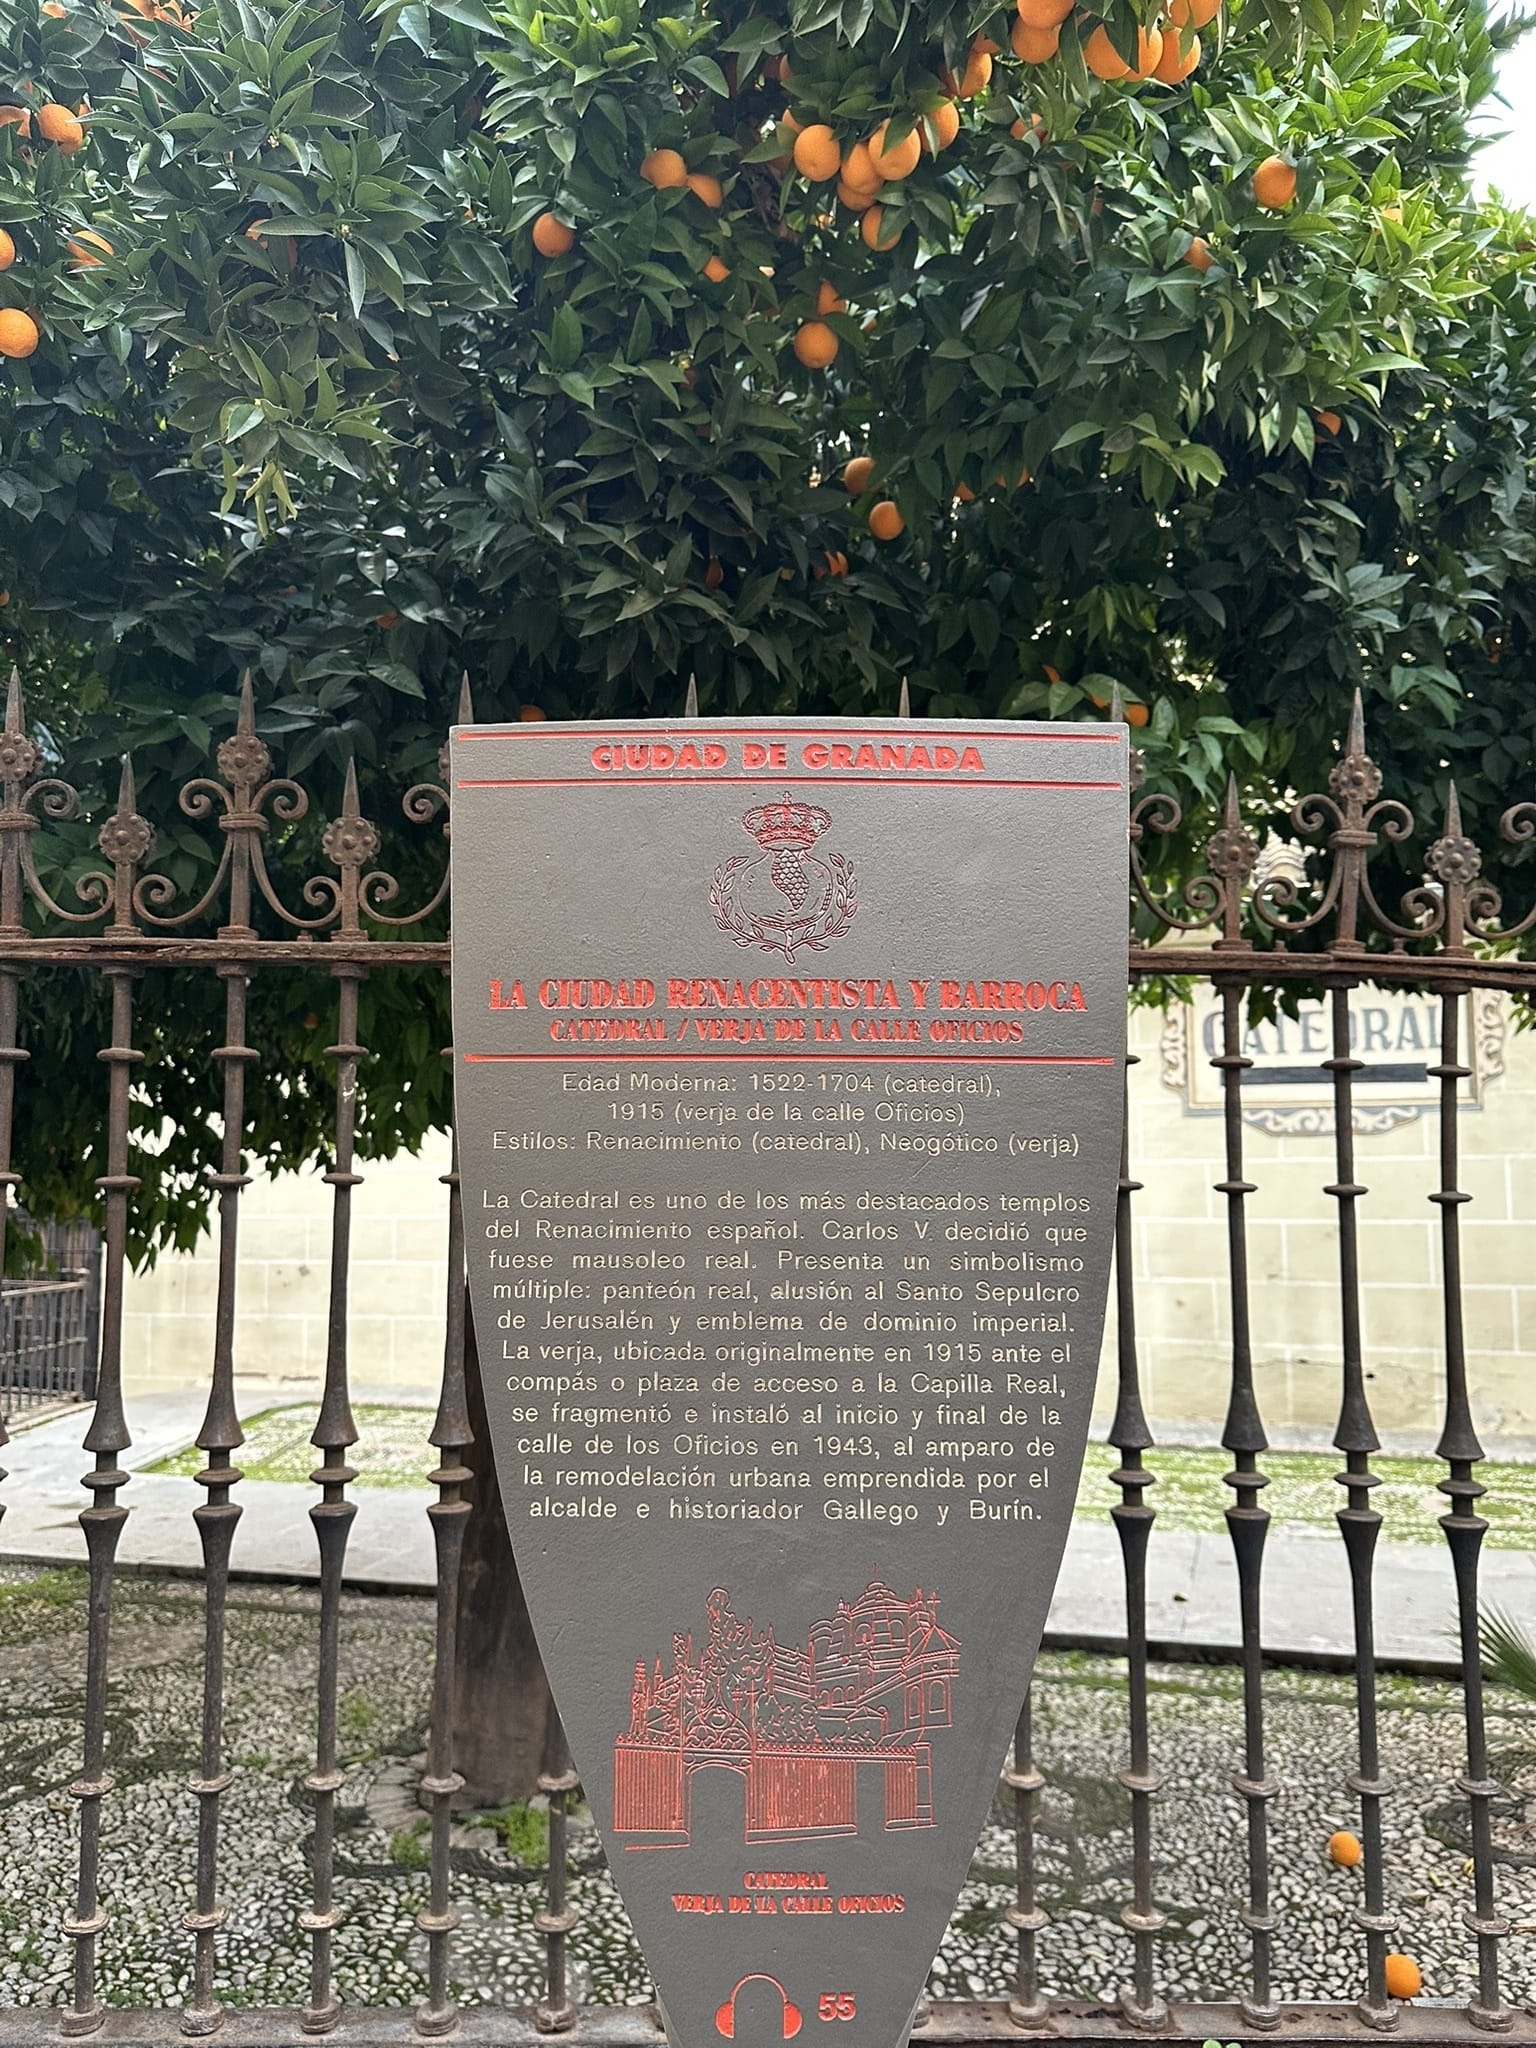 CIUDAD DE GRANADA
LA CIUDAD RENACENTISTA Y BARROCA
CATEDRAL / VERJA DE LA CALLE OFICIOS
Edad Moderna: 1522-1704 (catedral),
1915 (verja de la calle Oficios)
Estilos: Renacimiento (catedral), Neogótico (verja)
La Catedral es uno de los más destacados templos
del Renacimiento español. Carlos V. decidió que
fuese mausoleo real. Presenta un simbolismo
múltiple: panteón real, alusión al Santo Sepulcro
de Jerusalén y emblema de dominio imperial.
La verja, ubicada originalmente en 1915 ante el
compás o plaza de acceso a la Capilla Real,
se fragmentó e instaló al inicio y final de la
calle de los Oficios en 1943, al amparo de
la remodelación urbana emprendida por el
alcalde e historiador Gallego y Burín.
CATEDRAL
VERJA DE LA CALLE OFICIOS
55
CATEDRAL